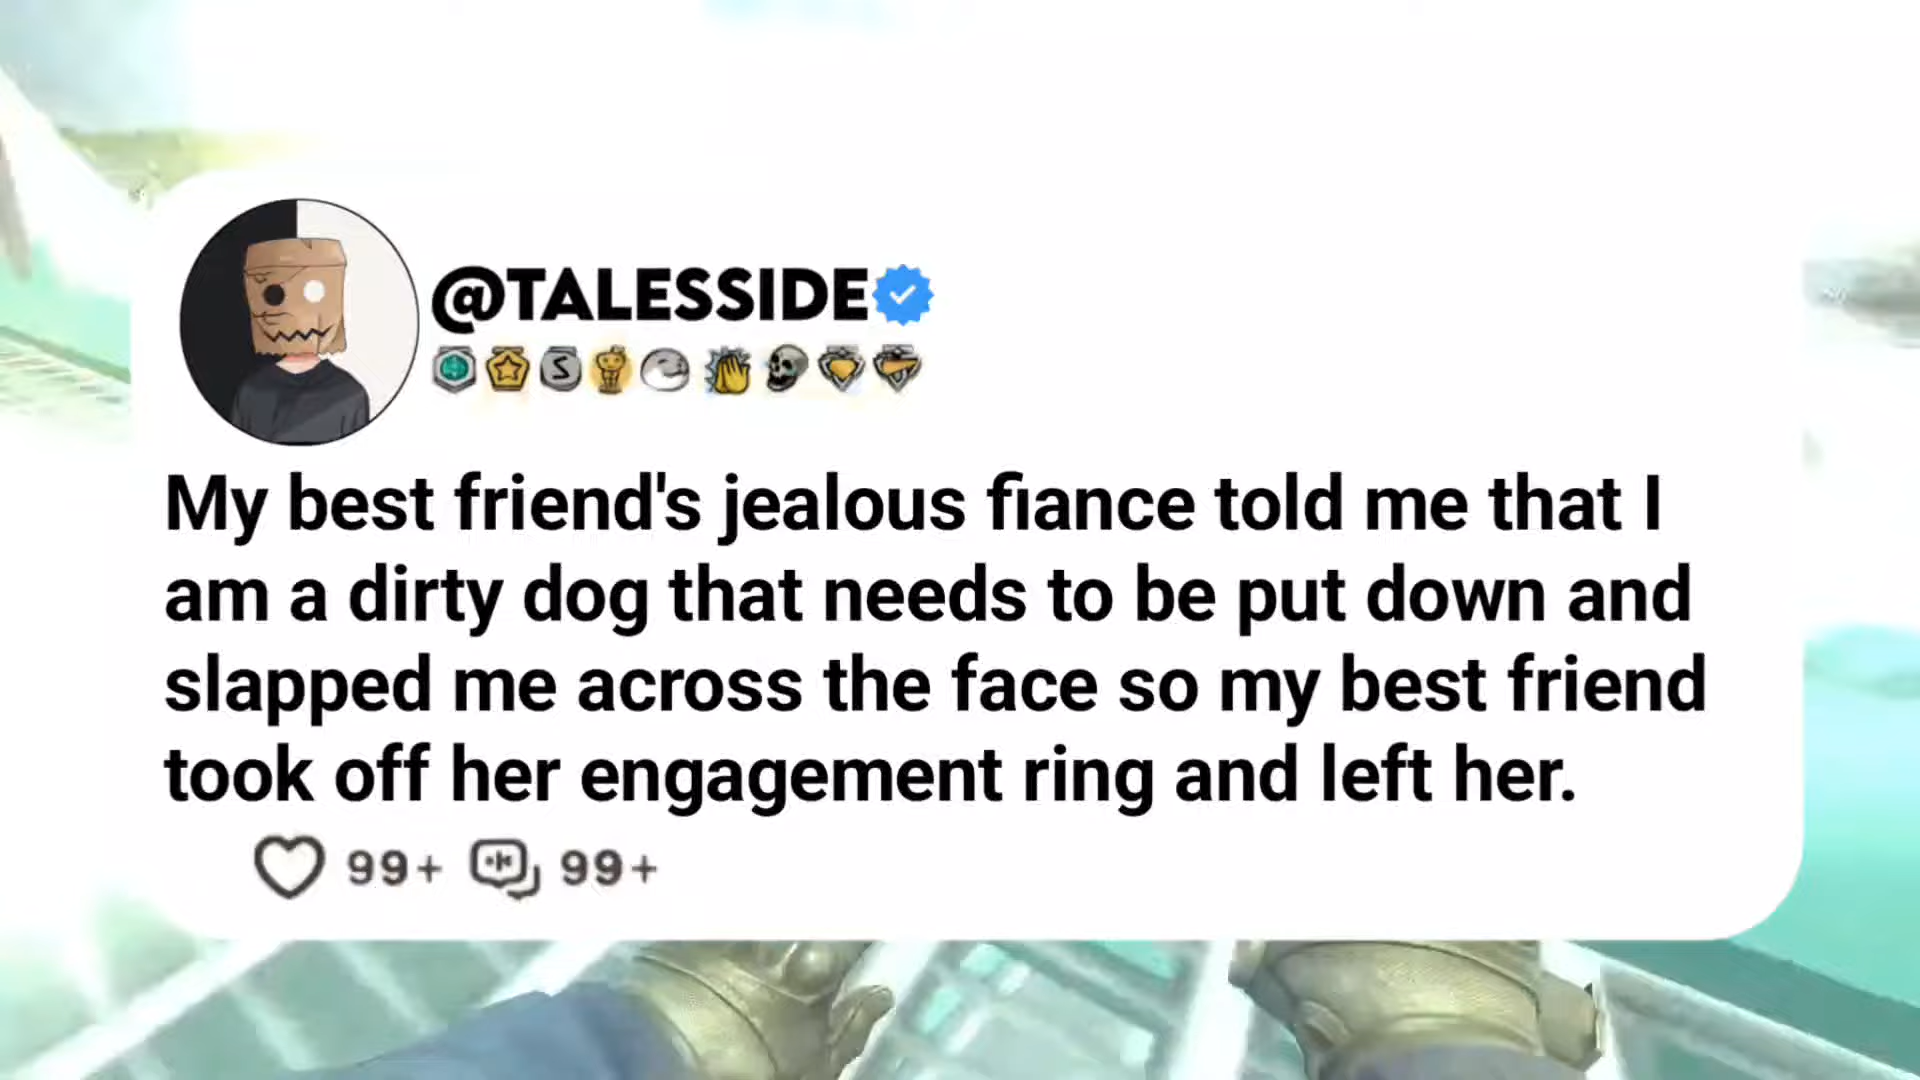 @TALESSIDE
My best friend's jealous fiance told me that I
am a dirty dog that needs to be put down and
slapped me across the face so my best friend
took off her engagement ring and left her.
99+ 99+